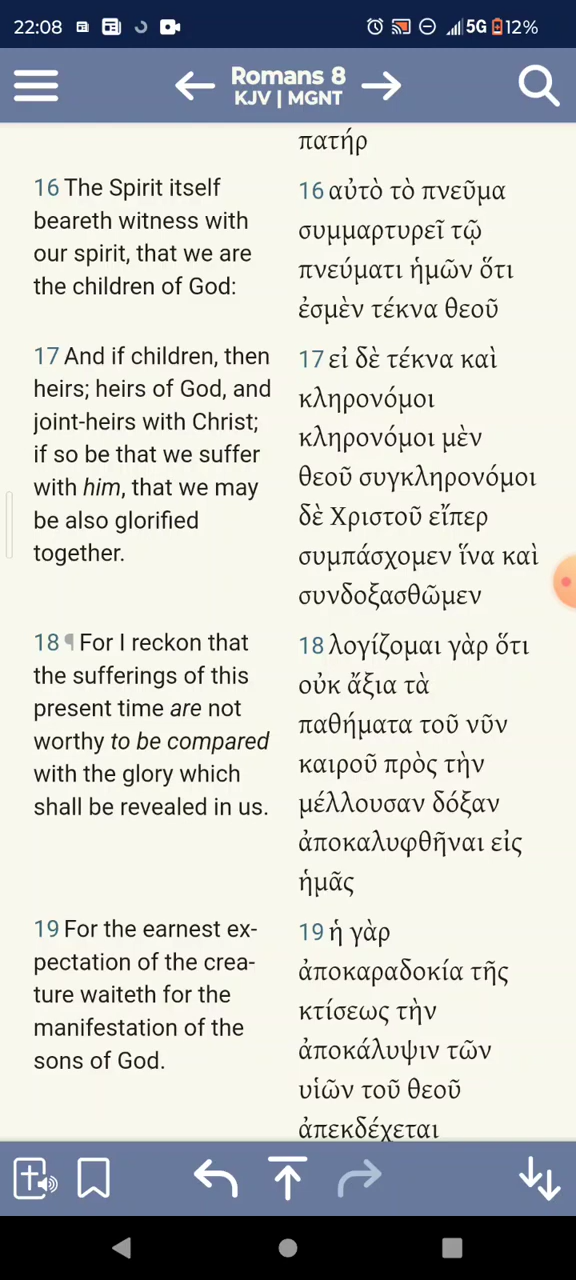 22:08
5G 12%
Romans 8
KJV | MGNT
16 The Spirit itself
beareth witness with
our spirit, that we are
the children of God:
17 And if children, then
heirs; heirs of God, and
joint-heirs with Christ;
if so be that we suffer
with him, that we may
be also glorified
together.
18 ¶ For I reckon that
the sufferings of this
present time are not
worthy to be compared
with the glory which
shall be revealed in us.
19 For the earnest ex-
pectation of the crea-
ture waiteth for the
manifestation of the
sons of God.
πατήρ
16 αὐτὸ τὸ πνεῦμα
συμμαρτυρεῖ τῷ
πνεύματι ἡμῶν ὅτι
ἐσμὲν τέκνα θεοῦ
17 εἰ δὲ τέκνα καὶ
κληρονόμοι
κληρονόμοι μὲν
θεοῦ συγκληρονόμοι
δὲ Χριστοῦ εἴπερ
συμπάσχομεν ἵνα καὶ
συνδοξασθῶμεν
18 λογίζομαι γὰρ ὅτι
οὐκ ἄξια τὰ
παθήματα τοῦ νῦν
καιροῦ πρὸς τὴν
μέλλουσαν δόξαν
ἀποκαλυφθῆναι εἰς
ἡμᾶς
19 ἡ γὰρ
ἀποκαραδοκία τῆς
κτίσεως τὴν
ἀποκάλυψιν τῶν
υἱῶν τοῦ θεοῦ
ἀπεκδέχεται